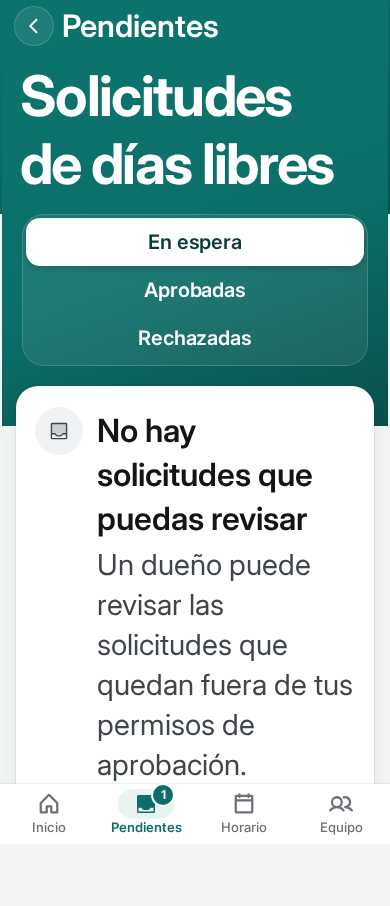 Pendientes
Solicitudes
de días libres
En espera
Aprobadas
Rechazadas
No hay
solicitudes que
puedas revisar
Un dueño puede
revisar las
solicitudes que
quedan fuera de tus
permisos de
aprobación.
1
Inicio
Pendientes
Horario
Equipo